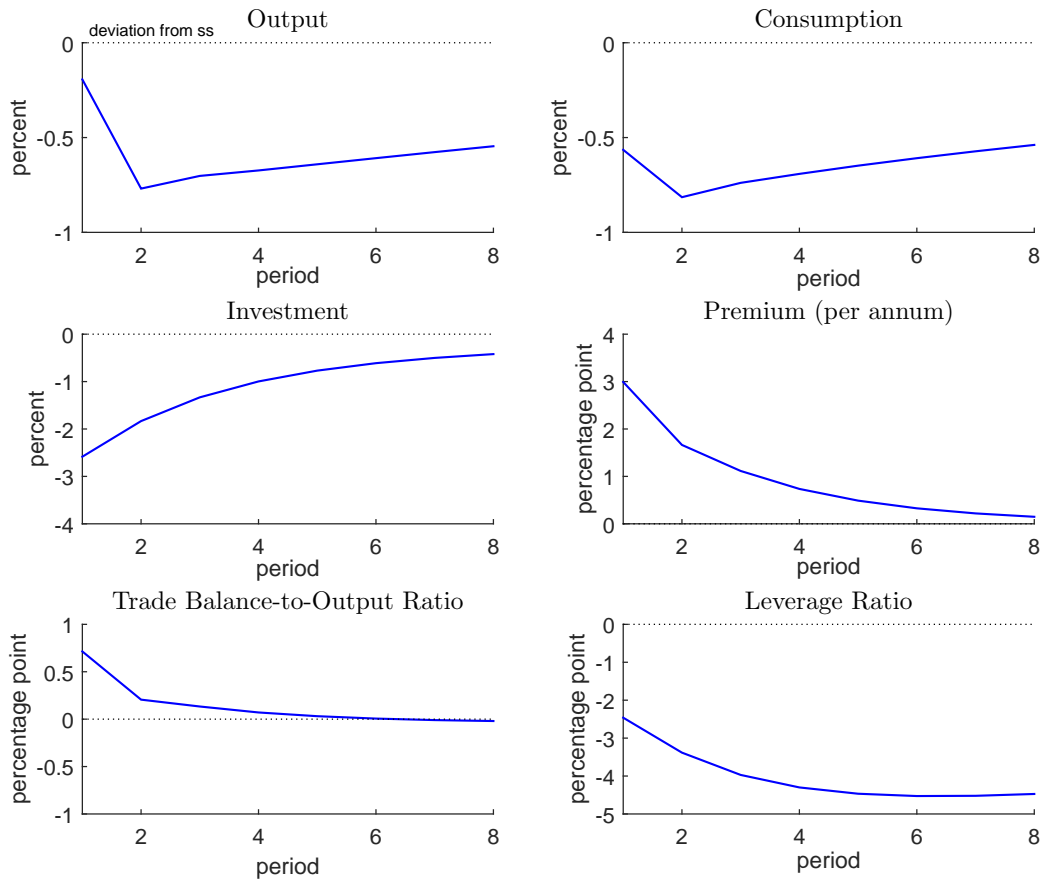 Output
deviation from ss
0
-0.5
-1
percent
2 4 6 8
period
Consumption
0
-0.5
-1
percent
2 4 6 8
period
Investment
0
-1
-2
-3
-4
percent
2 4 6 8
period
Premium (per annum)
4
3
2
1
0
percentage point
2 4 6 8
period
Trade Balance-to-Output Ratio
1
0.5
0
-0.5
-1
percentage point
2 4 6 8
period
Leverage Ratio
0
-1
-2
-3
-4
-5
percentage point
2 4 6 8
period